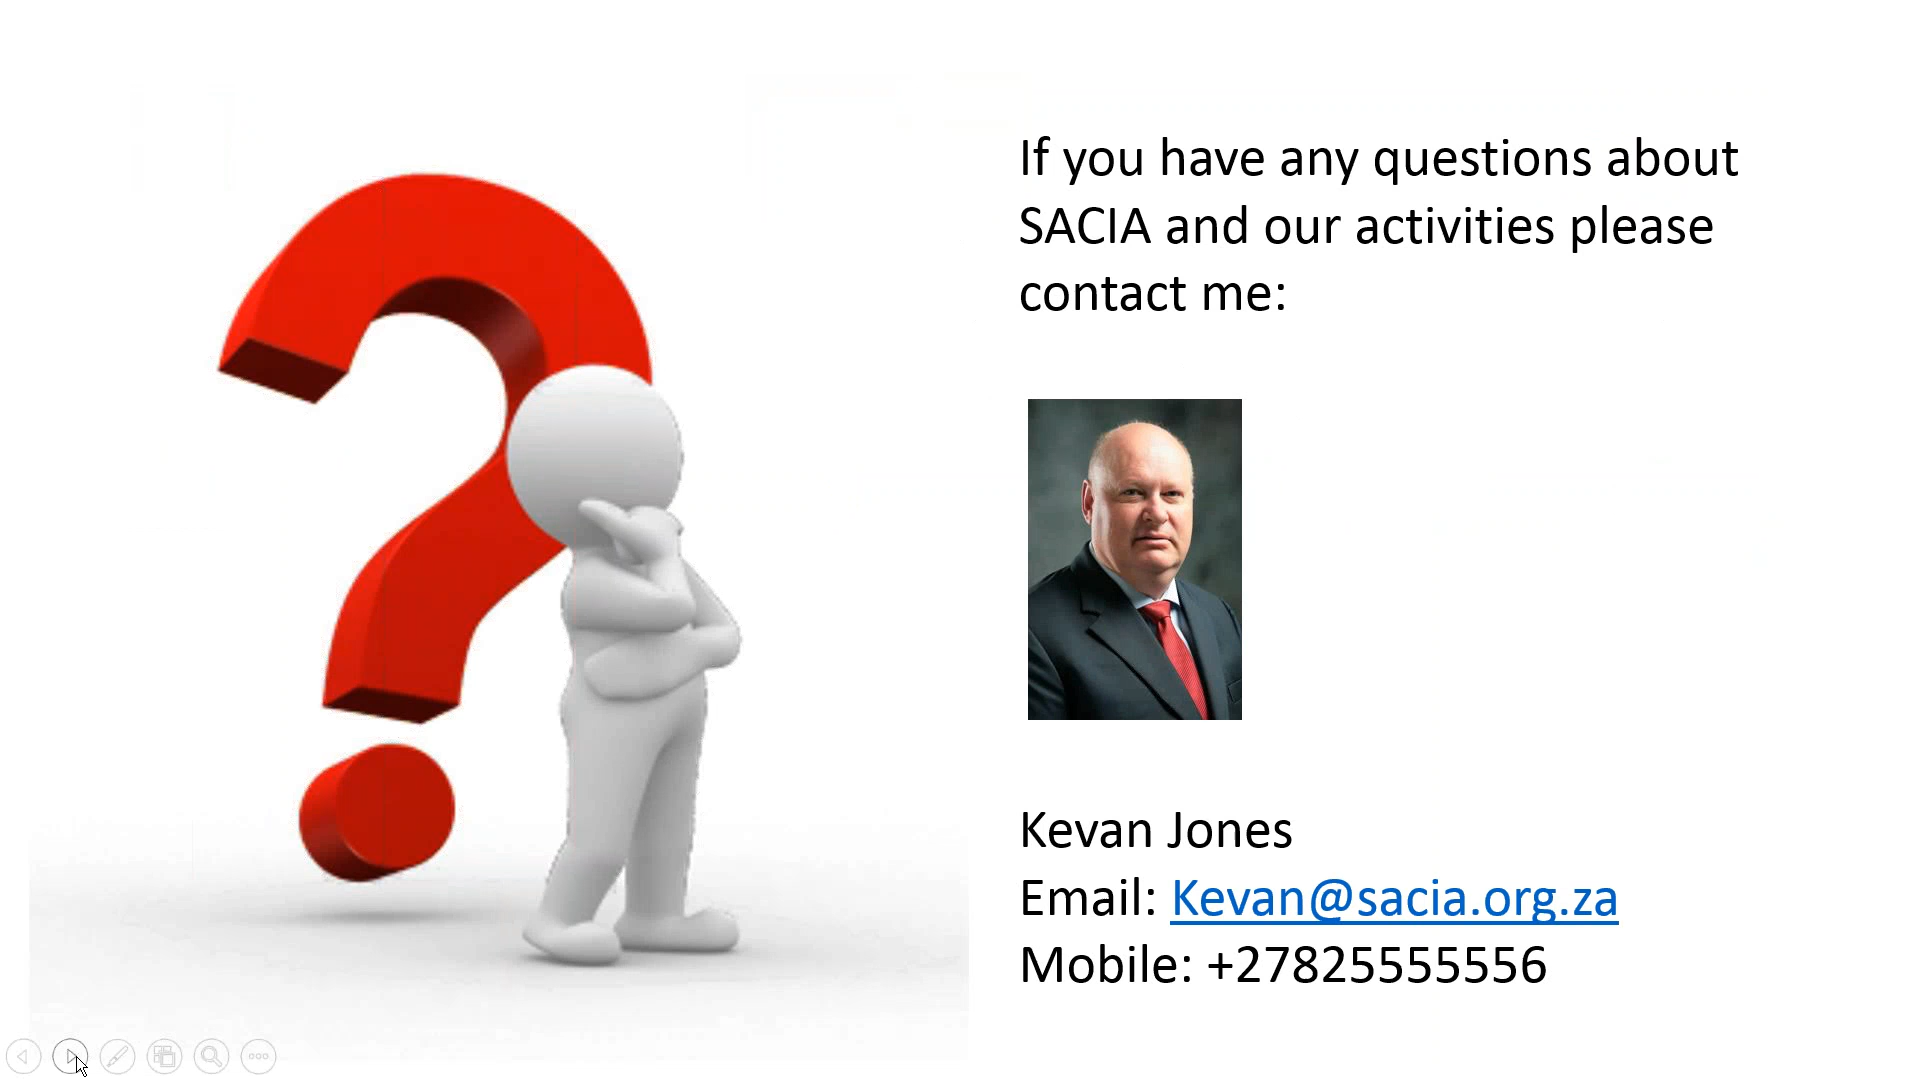 If you have any questions about
SACIA and our activities please
contact me:
Kevan Jones
Email: Kevan@sacia.org.za
Mobile: +27825555556